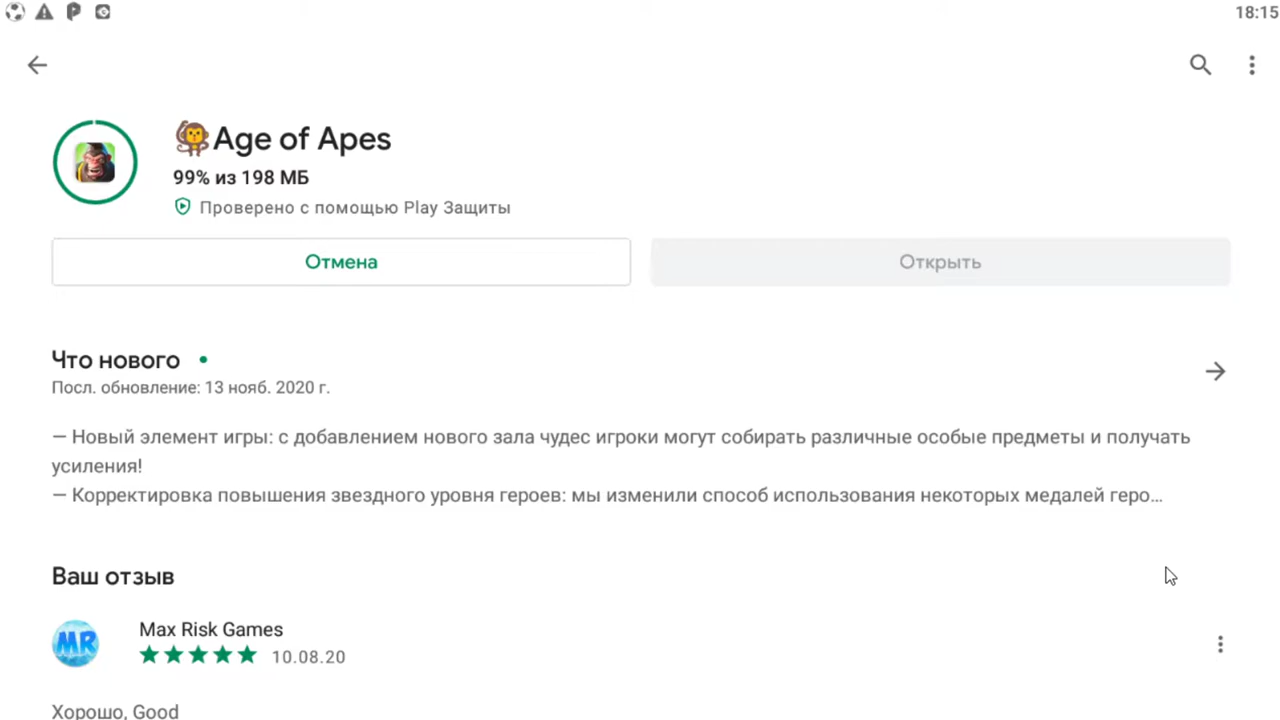 18:15
Age of Apes
99% из 198 МБ
Проверено с помощью Play Защиты
Отмена
Открыть
Что нового
Посл. обновление: 13 нояб. 2020 г.
— Новый элемент игры: с добавлением нового зала чудес игроки могут собирать различные особые предметы и получать
усиления!
— Корректировка повышения звездного уровня героев: мы изменили способ использования некоторых медалей геро…
Ваш отзыв
MR
Max Risk Games
10.08.20
Хорошо, Good